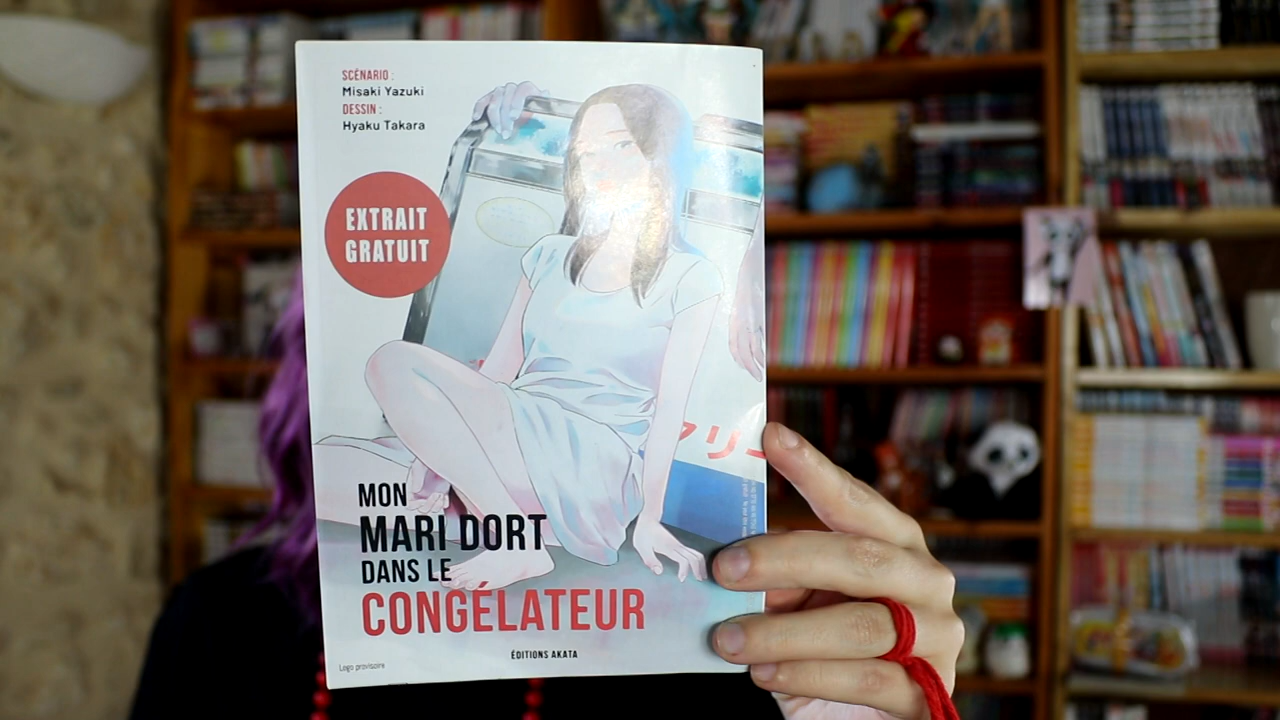 SCÉNARIO :
Misaki Yazuki
DESSIN :
Hyaku Takara
EXTRAIT
GRATUIT
MON
MARI DORT
DANS LE
CONGÉLATEUR
ÉDITIONS AKATA
Logo provisoire